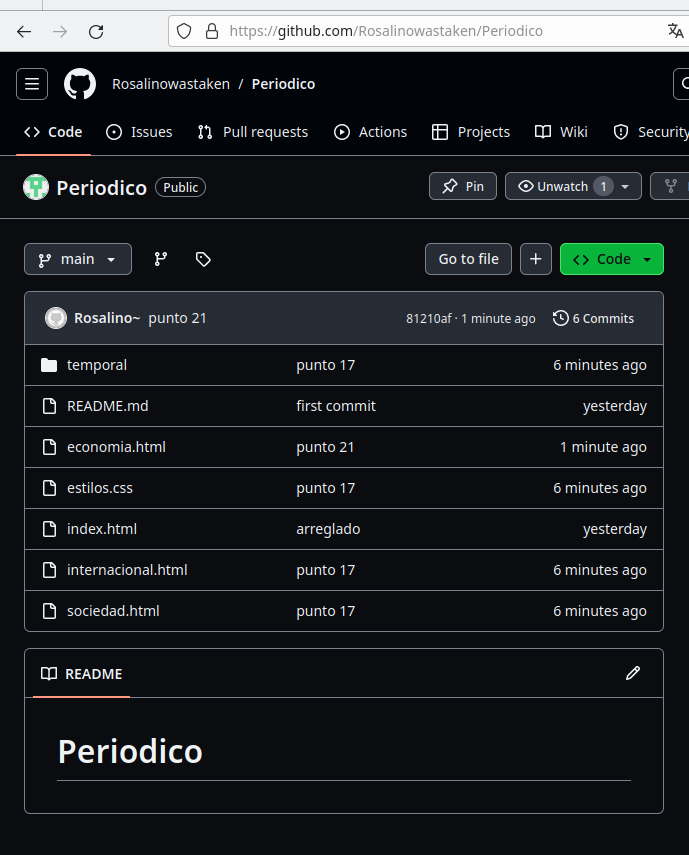 https://github.com/Rosalinowastaken/Periodico
Rosalinowastaken / Periodico
Code Issues Pull requests Actions Projects Wiki Security
Periodico Public Pin Unwatch 1
main Go to file + Code
Rosalino~ punto 21 81210af · 1 minute ago 6 Commits
temporal punto 17 6 minutes ago
README.md first commit yesterday
economia.html punto 21 1 minute ago
estilos.css punto 17 6 minutes ago
index.html arreglado yesterday
internacional.html punto 17 6 minutes ago
sociedad.html punto 17 6 minutes ago
README
Periodico